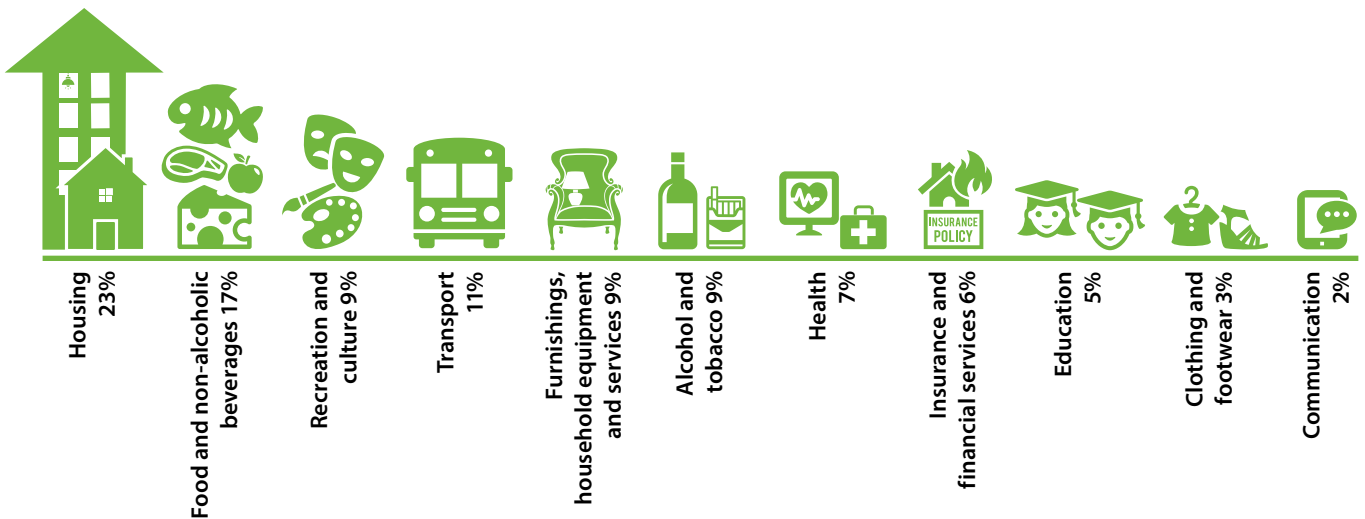 INSURANCE
POLICY
Housing
23%
Food and non-alcoholic
beverages 17%
Recreation and
culture 9%
Transport
11%
Furnishings,
household equipment
and services 9%
Alcohol and
tobacco 9%
Health
7%
Insurance and
financial services 6%
Education
5%
Clothing and
footwear 3%
Communication
2%